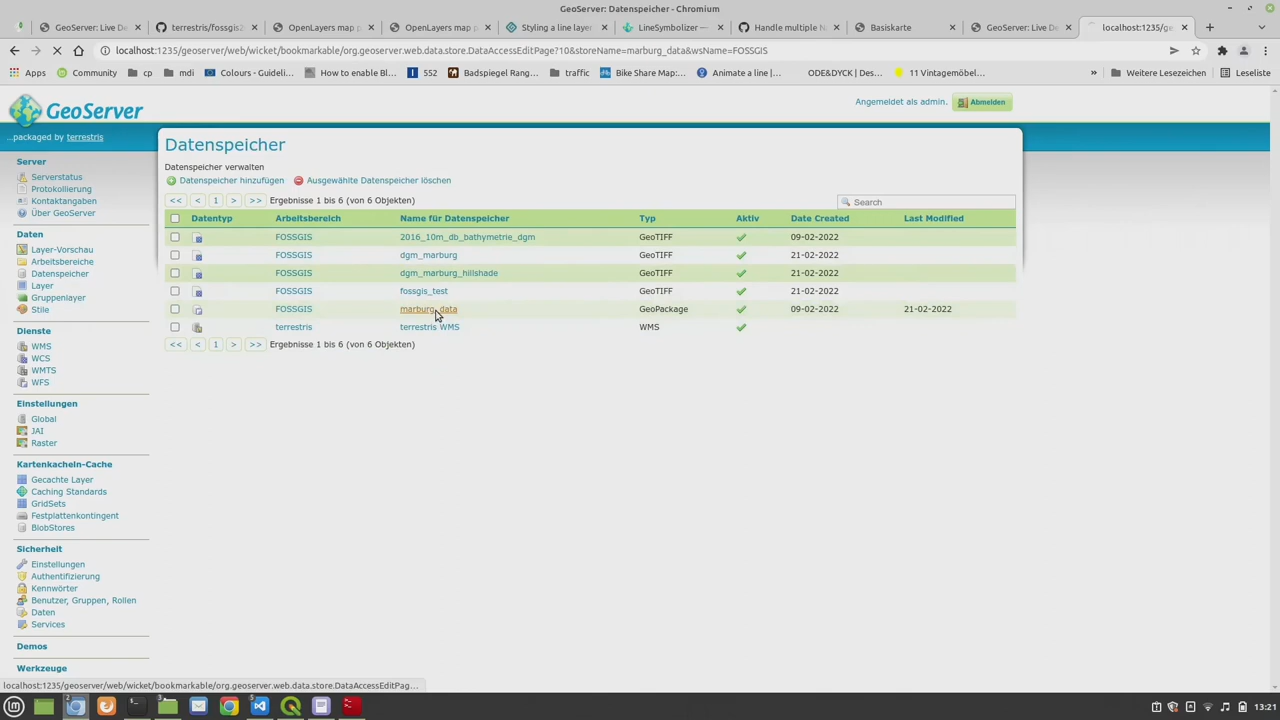 GeoServer: Datenspeicher - Chromium
GeoServer: Live De
terrestris/fossgis2
OpenLayers map p
OpenLayers map p
Styling a line layer
LineSymbolizer —
Handle multiple N
Basiskarte
GeoServer: Live De
localhost:1235/ge
localhost:1235/geoserver/web/wicket/bookmarkable/org.geoserver.web.data.store.DataAccessEditPage?10&storeName=marburg_data&wsName=FOSSGIS
Apps
Community
cp
mdi
Colours - Guideli...
How to enable Bl...
552
Badspiegel Rang...
traffic
Bike Share Map:...
Animate a line |...
ODE&DYCK | Des...
11 Vintagemöbel...
»
Weitere Lesezeichen
Leseliste
GeoServer
Angemeldet als admin.
Abmelden
...packaged by terrestris
Datenspeicher
Datenspeicher verwalten
Datenspeicher hinzufügen
Ausgewählte Datenspeicher löschen
<< < 1 > >> Ergebnisse 1 bis 6 (von 6 Objekten)
Search
Datentyp Arbeitsbereich Name für Datenspeicher Typ Aktiv Date Created Last Modified
FOSSGIS 2016_10m_db_bathymetrie_dgm GeoTIFF 09-02-2022
FOSSGIS dgm_marburg GeoTIFF 21-02-2022
FOSSGIS dgm_marburg_hillshade GeoTIFF 21-02-2022
FOSSGIS fossgis_test GeoTIFF 21-02-2022
FOSSGIS marburg_data GeoPackage 09-02-2022 21-02-2022
terrestris terrestris WMS WMS
<< < 1 > >> Ergebnisse 1 bis 6 (von 6 Objekten)
Server
Serverstatus
Protokollierung
Kontaktangaben
Über GeoServer
Daten
Layer-Vorschau
Arbeitsbereiche
Datenspeicher
Layer
Gruppenlayer
Stile
Dienste
WMS
WCS
WMTS
WFS
Einstellungen
Global
JAI
Raster
Kartenkacheln-Cache
Gecachte Layer
Caching Standards
GridSets
Festplattenkontingent
BlobStores
Sicherheit
Einstellungen
Authentifizierung
Kennwörter
Benutzer, Gruppen, Rollen
Daten
Services
Demos
Werkzeuge
localhost:1235/geoserver/web/wicket/bookmarkable/org.geoserver.web.data.store.DataAccessEditPag...
13:21